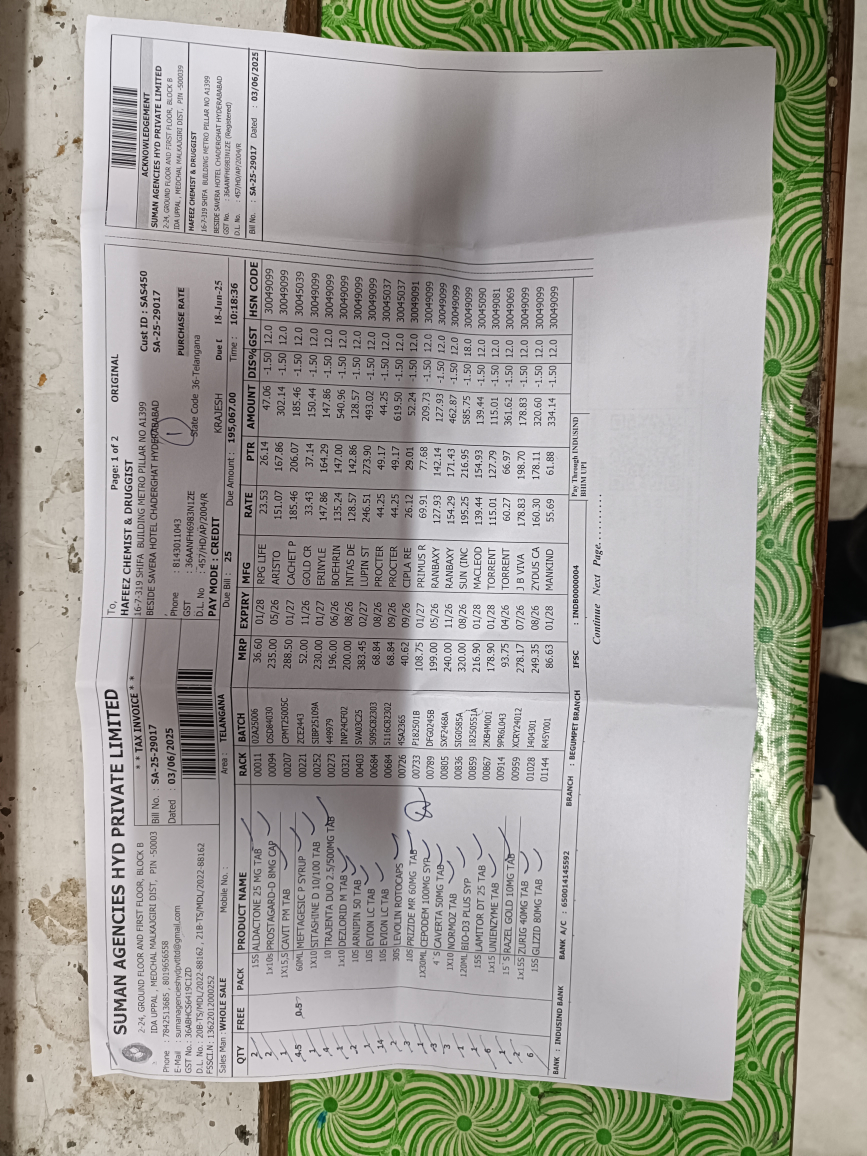 SUMAN AGENCIES HYD PRIVATE LIMITED
2-24, GROUND FLOOR AND FIRST FLOOR, BLOCK B
IDA UPPAL, MEDCHAL MALKAJGIRI DIST, PIN -50003
Phone : 7842513685, 8019656558
E-Mail : sumanagencieshydpvtltd@gmail.com
GST No. : 36ABHCS6419C1ZD
D.L. No. : 20B-TS/MDL/2022-88162 , 21B-TS/MDL/2022-88162
FSSCLN: 13622012000252
* * TAX INVOICE * *
Bill No. : SA-25-29017
Dated : 03/06/2025
To, Page: 1 of 2 ORIGINAL
HAFEEZ CHEMIST & DRUGGIST Cust ID : SAS450
16-7-319 SHIFA BUILDING METRO PILLAR NO A1399 SA-25-29017
BESIDE SAVERA HOTEL CHADERGHAT HYDERABABAD
Phone : 8143011043 PURCHASE RATE
GST : 36AANFH6983N1ZE State Code 36-Telangana
D.L. No. : 457/HD/AP/2004/R
PAY MODE : CREDIT KRAJESH Due t 18-Jun-25
Sales Man : WHOLE SALE Mobile No. : Area : TELANGANA Due Bill : 25 Due Amount : 195,067.00 Time : 10:18:36
QTY FREE PACK PRODUCT NAME RACK BATCH MRP EXPIRY MFG RATE PTR AMOUNT DIS% GST HSN CODE
2 15S ALDACTONE 25 MG TAB 00011 02A25006 36.60 01/28 RPG LIFE 23.53 26.14 47.06 -1.50 12.0 30049099
2 1x10s PROSTAGARD-D 8MG CAP 00094 OSD84030 235.00 05/26 ARISTO 151.07 167.86 302.14 -1.50 12.0 30049099
1 1X15,S CAVIT PM TAB 00207 CPMT25005C 288.50 01/27 CACHET P 185.46 206.07 185.46 -1.50 12.0 30045039
4.5 0.5 60ML MEFTAGESIC P SYRUP 00221 ZCE2443 52.00 11/26 GOLD CR 33.43 37.14 150.44 -1.50 12.0 30049099
1 1X10 SITASHINE D 10/100 TAB 00252 SIBP25S109A 230.00 01/27 ERINYLE 147.86 164.29 147.86 -1.50 12.0 30049099
4 10 TRAJENTA DUO 2.5/500MG TAB 00273 449979 196.00 06/26 BOEHRIN 135.24 147.00 540.96 -1.50 12.0 30049099
1 1x10 DEZLORID M TAB 00321 INP24CF02 200.00 08/26 INTAS DE 128.57 142.86 128.57 -1.50 12.0 30049099
2 10S ARNIPIN 50 TAB 00403 SVA03C25 383.45 02/27 LUPIN ST 246.51 273.90 493.02 -1.50 12.0 30049099
1 10S EVION LC TAB 00684 S095CB2303 68.84 08/26 PROCTER 44.25 49.17 44.25 -1.50 12.0 30045037
14 10S EVION LC TAB 00684 S116CB2302 68.84 09/26 PROCTER 44.25 49.17 619.50 -1.50 12.0 30045037
2 30S LEVOLIN ROTOCAPS 00726 4SA2365 40.62 09/26 CIPLA RE 26.12 29.01 52.24 -1.50 12.0 30049091
3 10S PRIZIDE MR 60MG TAB 00733 P182501B 108.75 01/27 PRIMUS R 69.91 77.68 209.73 -1.50 12.0 30049099
1 1X30ML CEPODEM 100MG SYP 00789 DFG0245B 199.00 05/26 RANBAXY 127.93 142.14 127.93 -1.50 12.0 30049099
3 4`S CAVERTA 50MG TAB 00805 SXF2468A 240.00 11/26 RANBAXY 154.29 171.43 462.87 -1.50 12.0 30049099
3 1X10 NORMOZ TAB 00836 SIG0585A 320.00 08/26 SUN (INC 195.25 216.95 585.75 -1.50 18.0 30049099
1 120ML BIO-D3 PLUS SYP 00859 18250551A 216.90 01/28 MACLEOD 139.44 154.93 139.44 -1.50 12.0 30045090
1 15S LAMITOR DT 25 TAB 00867 2KB4M001 178.90 01/28 TORRENT 115.01 127.79 115.01 -1.50 12.0 30049081
6 1x15 UNIENZYME TAB 00914 9PR6L043 93.75 04/26 TORRENT 60.27 66.97 361.62 -1.50 12.0 30049069
1 15`S RAZEL GOLD 10MG TAB 00959 XCRY24012 278.17 07/26 J B VIVA 178.83 198.70 178.83 -1.50 12.0 30049099
2 1x15S ZURIG 40MG TAB 01028 I404301 249.35 08/26 ZYDUS CA 160.30 178.11 320.60 -1.50 12.0 30049099
6 15S GLIZID 80MG TAB 01144 R45Y001 86.63 01/28 MANKIND 55.69 61.88 334.14 -1.50 12.0 30049099
BANK : INDUSIND BANK BANK A/C : 650014145592 BRANCH : BEGUMPET BRANCH IFSC : INDB0000004 Pay Through INDUSIND
BHIM UPI
Continue Next Page..........
ACKNOWLEDGEMENT
SUMAN AGENCIES HYD PRIVATE LIMITED
2-24, GROUND FLOOR AND FIRST FLOOR, BLOCK B
IDA UPPAL, MEDCHAL MALKAJGIRI DIST, PIN -500039
HAFEEZ CHEMIST & DRUGGIST
16-7-319 SHIFA BUILDING METRO PILLAR NO A1399
BESIDE SAVERA HOTEL CHADERGHAT HYDERABABAD
GST No. : 36AANFH6983N1ZE (Registered)
D.L. No. : 457/HD/AP/2004/R
Bill No. : SA-25-29017 Dated : 03/06/2025